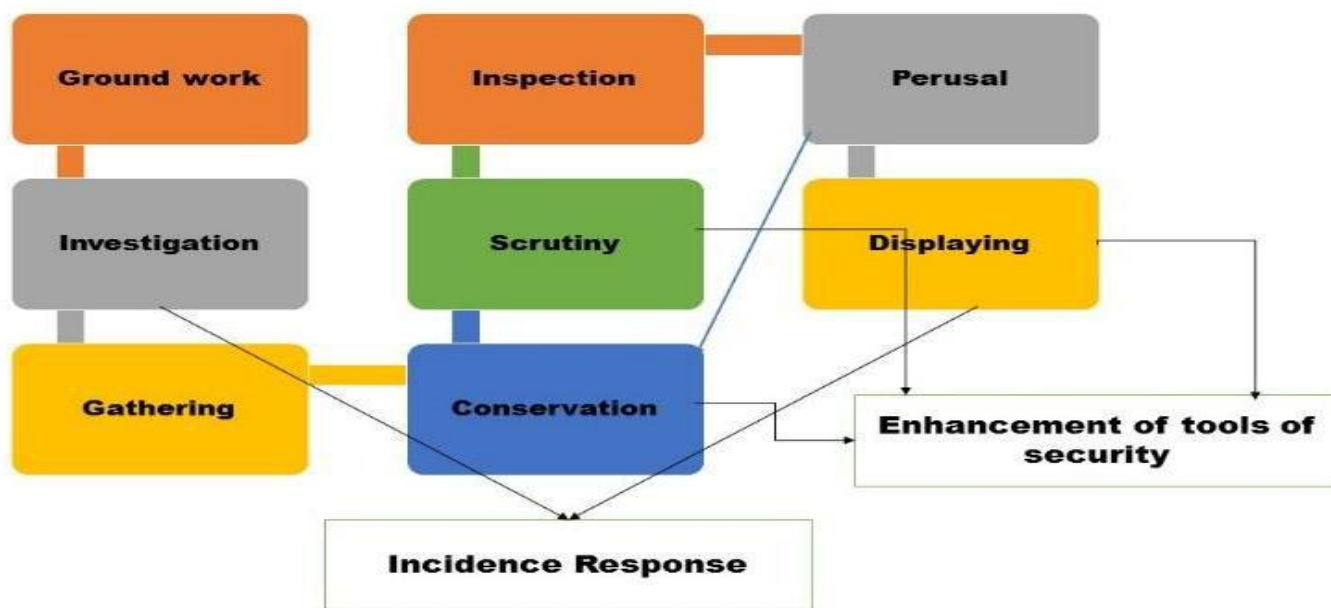 Ground work
Inspection
Perusal
Investigation
Scrutiny
Displaying
Gathering
Conservation
Enhancement of tools of
security
Incidence Response